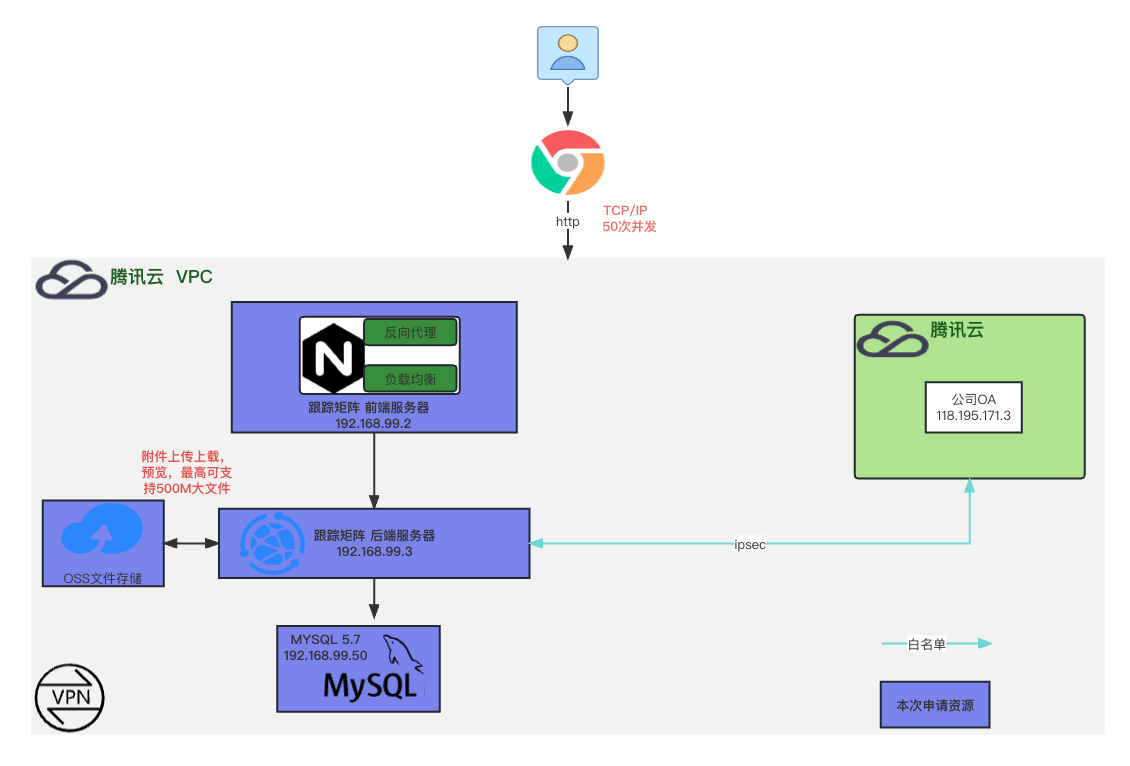 TCP/IP
50次并发
http
腾讯云 VPC
反向代理
负载均衡
跟踪矩阵 前端服务器
192.168.99.2
腾讯云
公司OA
118.195.171.3
附件上传上载，
预览，最高可支
持500M大文件
OSS文件存储
跟踪矩阵 后端服务器
192.168.99.3
ipsec
MYSQL 5.7
192.168.99.50
MySQL
白名单
VPN
本次申请资源